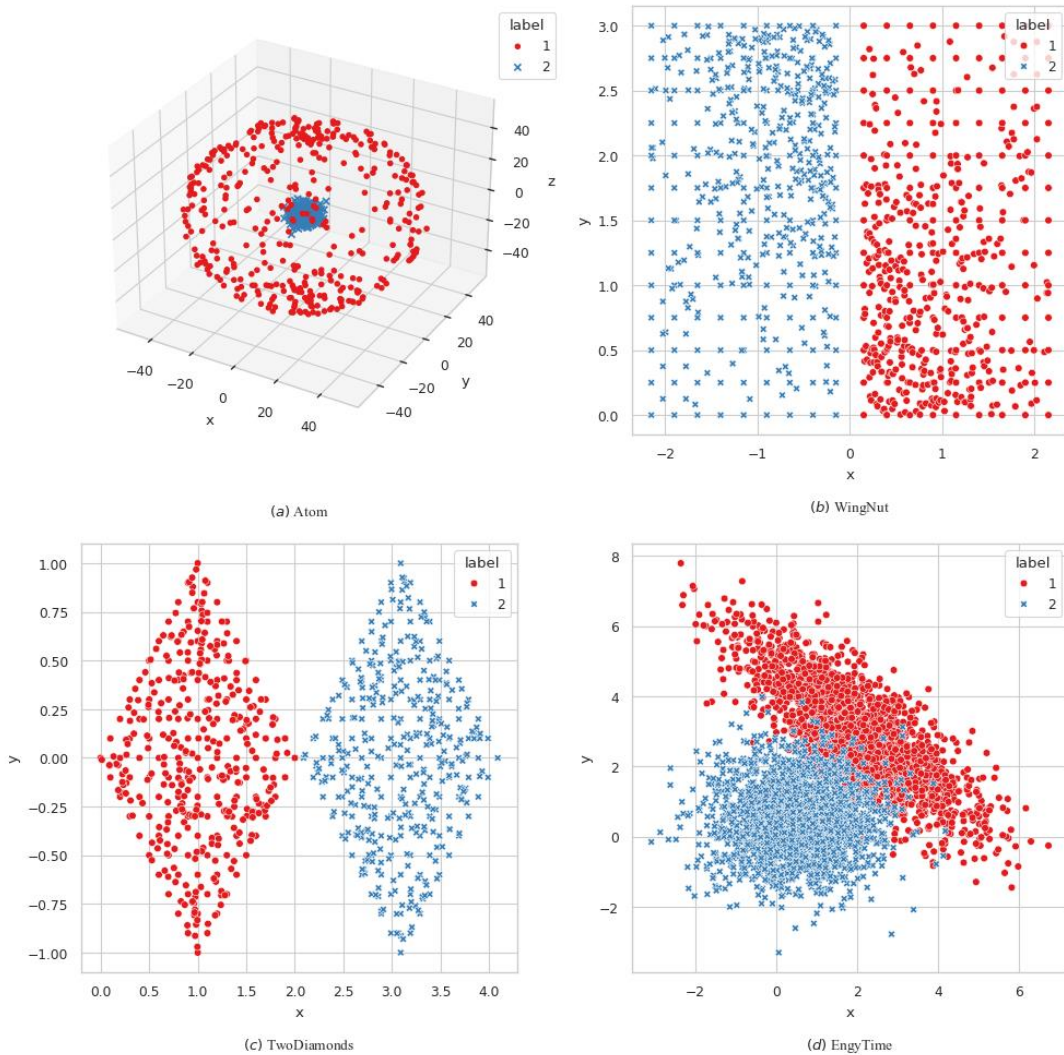 label
1
2
40
20
0
−20
−40
z
−40
−20
0
20
40
x
−40
−20
0
20
40
y
(a) Atom
label
1
2
3.0
2.5
2.0
1.5
1.0
0.5
0.0
y
−2
−1
0
1
2
x
(b) WingNut
label
1
2
1.00
0.75
0.50
0.25
0.00
−0.25
−0.50
−0.75
−1.00
y
0.0 0.5 1.0 1.5 2.0 2.5 3.0 3.5 4.0
x
(c) TwoDiamonds
label
1
2
8
6
4
2
0
−2
y
−2 0 2 4 6
x
(d) EngyTime